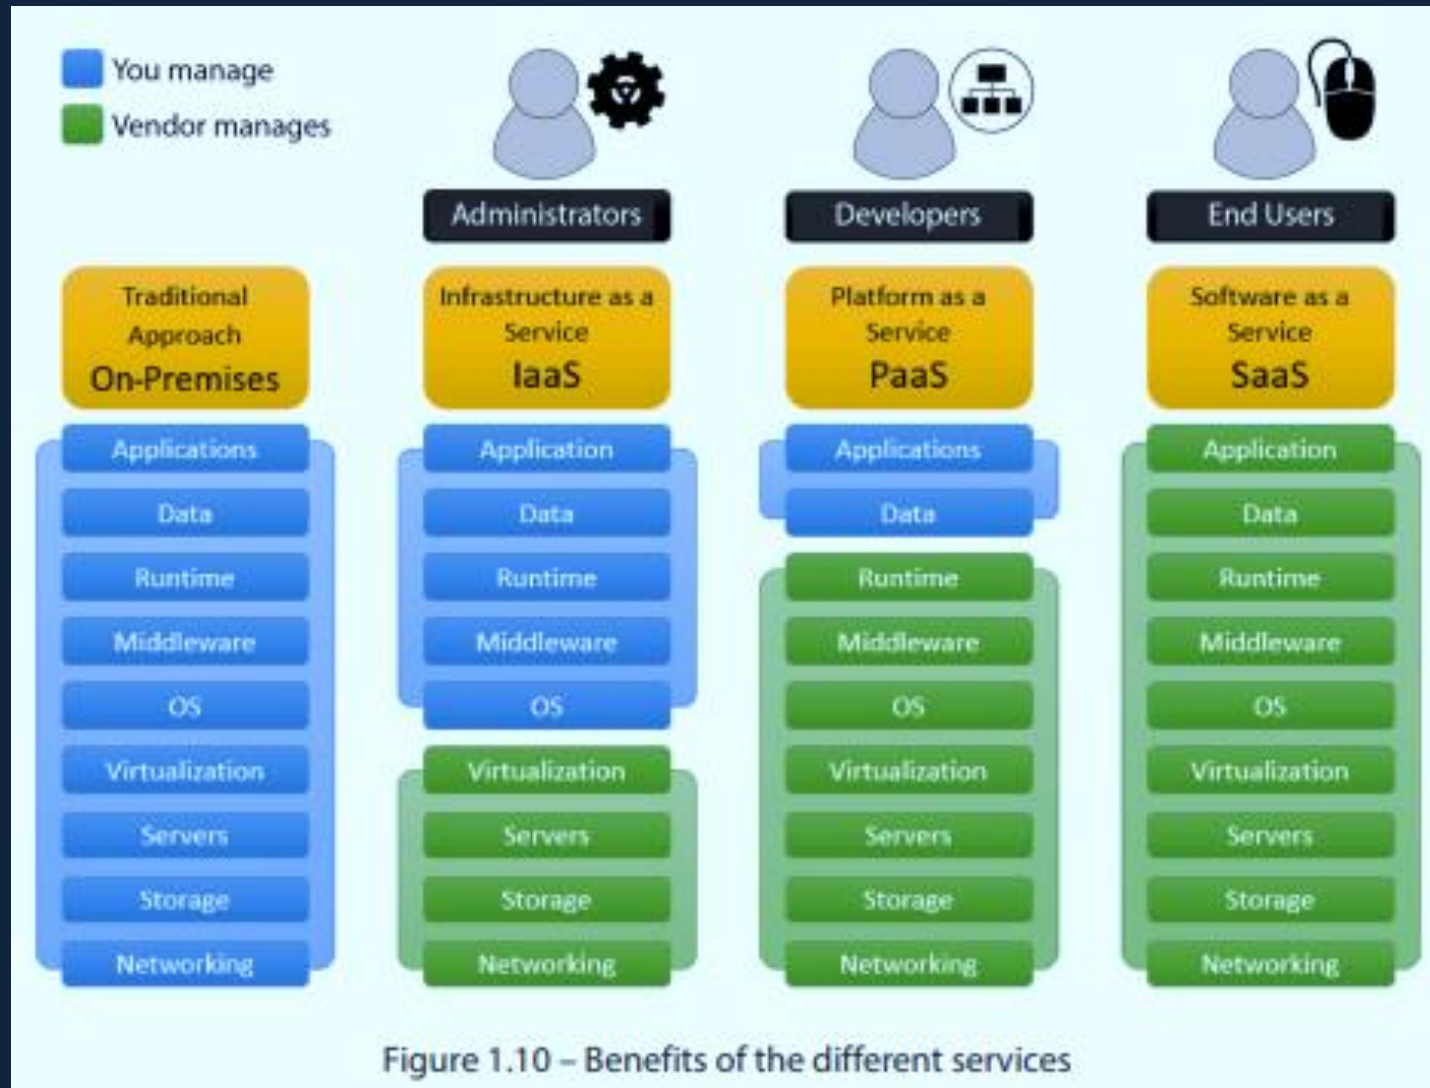 You manage
Vendor manages
Administrators
Developers
End Users
Traditional
Approach
On-Premises
Infrastructure as a
Service
IaaS
Platform as a
Service
PaaS
Software as a
Service
SaaS
Applications
Data
Runtime
Middleware
OS
Virtualization
Servers
Storage
Networking
Application
Data
Runtime
Middleware
OS
Virtualization
Servers
Storage
Networking
Applications
Data
Runtime
Middleware
OS
Virtualization
Servers
Storage
Networking
Application
Data
Runtime
Middleware
OS
Virtualization
Servers
Storage
Networking
Figure 1.10 – Benefits of the different services